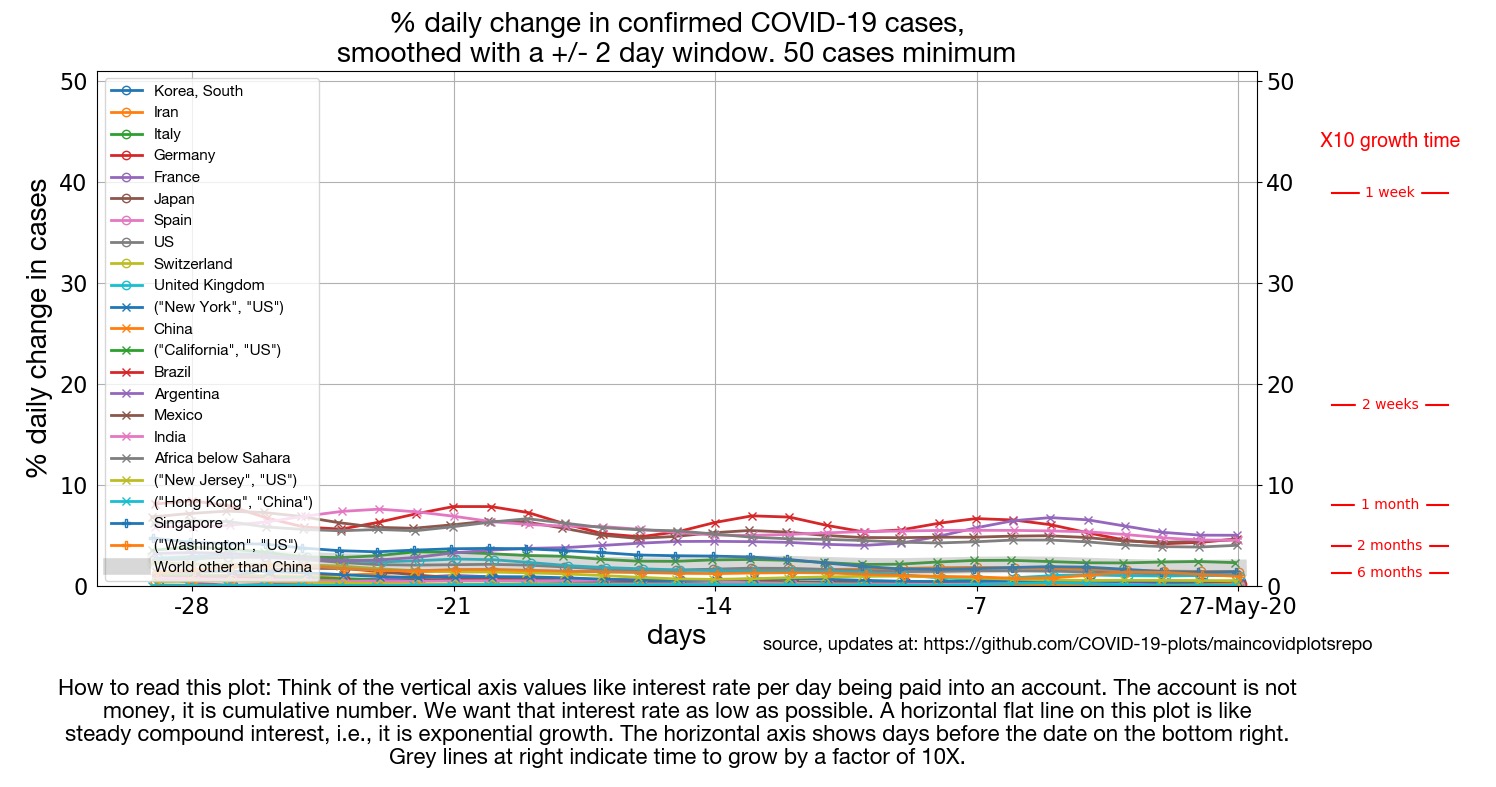 % daily change in confirmed COVID-19 cases,
smoothed with a +/- 2 day window. 50 cases minimum
% daily change in cases
50
40
30
20
10
0
Korea, South
Iran
Italy
Germany
France
Japan
Spain
US
Switzerland
United Kingdom
("New York", "US")
China
("California", "US")
Brazil
Argentina
Mexico
India
Africa below Sahara
("New Jersey", "US")
("Hong Kong", "China")
Singapore
("Washington", "US")
World other than China
50
40
30
20
10
0
X10 growth time
1 week
2 weeks
1 month
2 months
6 months
-28
-21
-14
-7
27-May-20
days
source, updates at: https://github.com/COVID-19-plots/maincovidplotsrepo
How to read this plot: Think of the vertical axis values like interest rate per day being paid into an account. The account is not
money, it is cumulative number. We want that interest rate as low as possible. A horizontal flat line on this plot is like
steady compound interest, i.e., it is exponential growth. The horizontal axis shows days before the date on the bottom right.
Grey lines at right indicate time to grow by a factor of 10X.